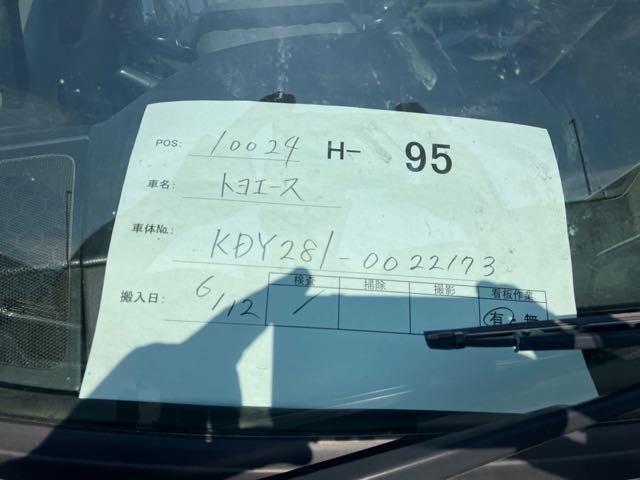 POS: 10024 H- 95
車名: トヨエース
車体No.: KDY281-0022173
搬入日: 6/12
検査 掃除 撮影 看板作業
/ 有・無